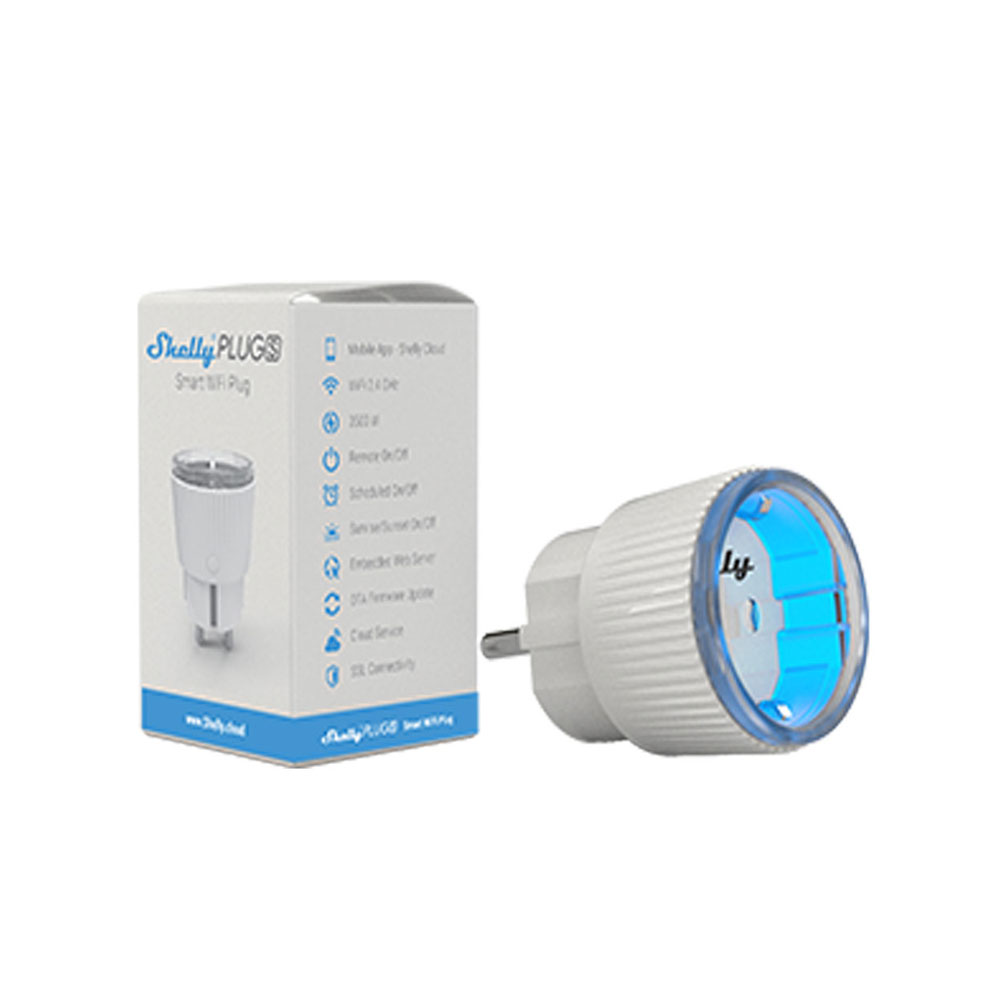 Shelly PLUG S
Smart WiFi Plug
www.Shelly.cloud
Mobile App - Shelly Cloud
WiFi 2.4 GHz
2500 W
Remote On/Off
Scheduled On/Off
Sunrise/Sunset On/Off
Embedded Web Server
OTA Firmware Update
Cloud Service
SSL Connectivity
Shelly PLUG S Smart WiFi Plug
ly